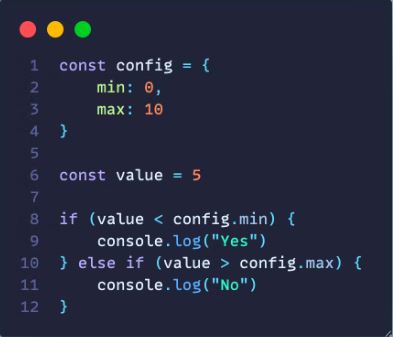 1 const config = {
2     min: 0,
3     max: 10
4 }
5
6 const value = 5
7
8 if (value < config.min) {
9     console.log("Yes")
10 } else if (value > config.max) {
11     console.log("No")
12 }